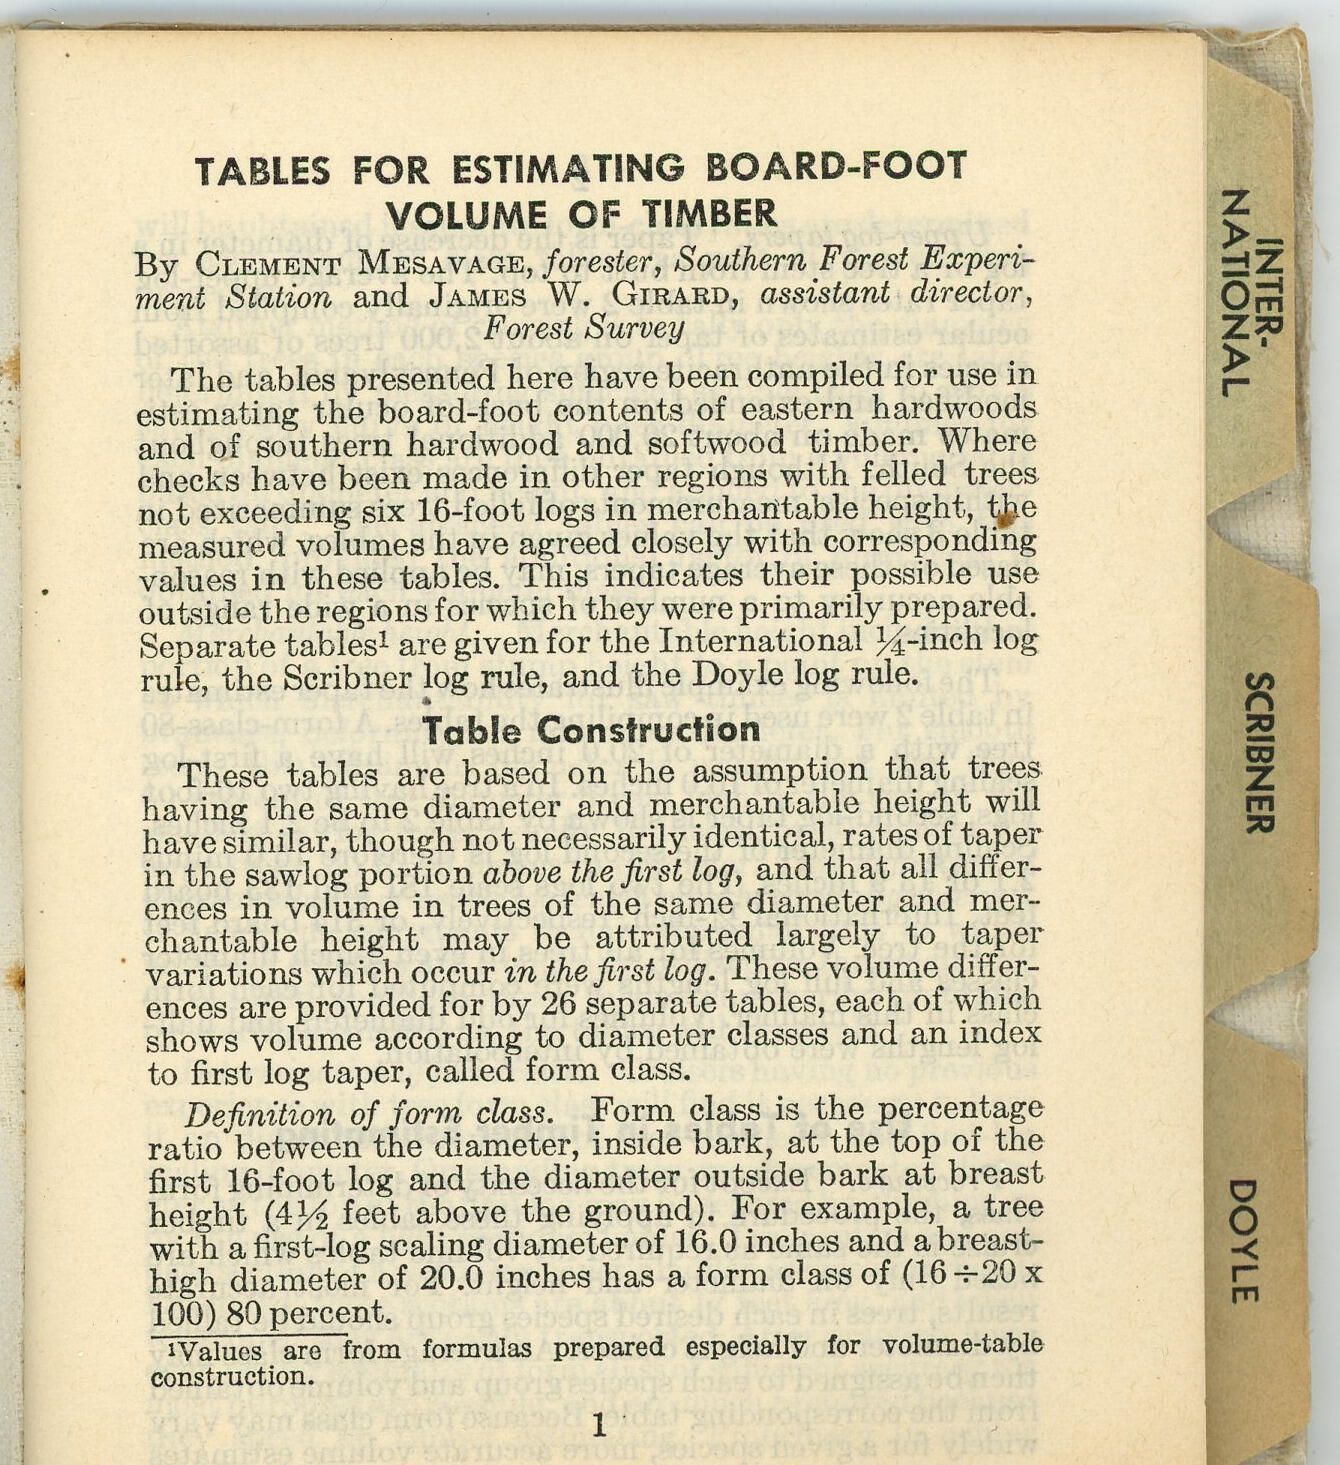 TABLES FOR ESTIMATING BOARD-FOOT
VOLUME OF TIMBER
By CLEMENT MESAVAGE, forester, Southern Forest Experi-
ment Station and JAMES W. GIRARD, assistant director,
Forest Survey
The tables presented here have been compiled for use in
estimating the board-foot contents of eastern hardwoods
and of southern hardwood and softwood timber. Where
checks have been made in other regions with felled trees
not exceeding six 16-foot logs in merchantable height, the
measured volumes have agreed closely with corresponding
values in these tables. This indicates their possible use
outside the regions for which they were primarily prepared.
Separate tables¹ are given for the International ¼-inch log
rule, the Scribner log rule, and the Doyle log rule.
Table Construction
These tables are based on the assumption that trees
having the same diameter and merchantable height will
have similar, though not necessarily identical, rates of taper
in the sawlog portion above the first log, and that all differ-
ences in volume in trees of the same diameter and mer-
chantable height may be attributed largely to taper
variations which occur in the first log. These volume differ-
ences are provided for by 26 separate tables, each of which
shows volume according to diameter classes and an index
to first log taper, called form class.
Definition of form class. Form class is the percentage
ratio between the diameter, inside bark, at the top of the
first 16-foot log and the diameter outside bark at breast
height (4½ feet above the ground). For example, a tree
with a first-log scaling diameter of 16.0 inches and a breast-
high diameter of 20.0 inches has a form class of (16÷20 x
100) 80 percent.
¹Values are from formulas prepared especially for volume-table
construction.
1
INTER-
NATIONAL
SCRIBNER
DOYLE